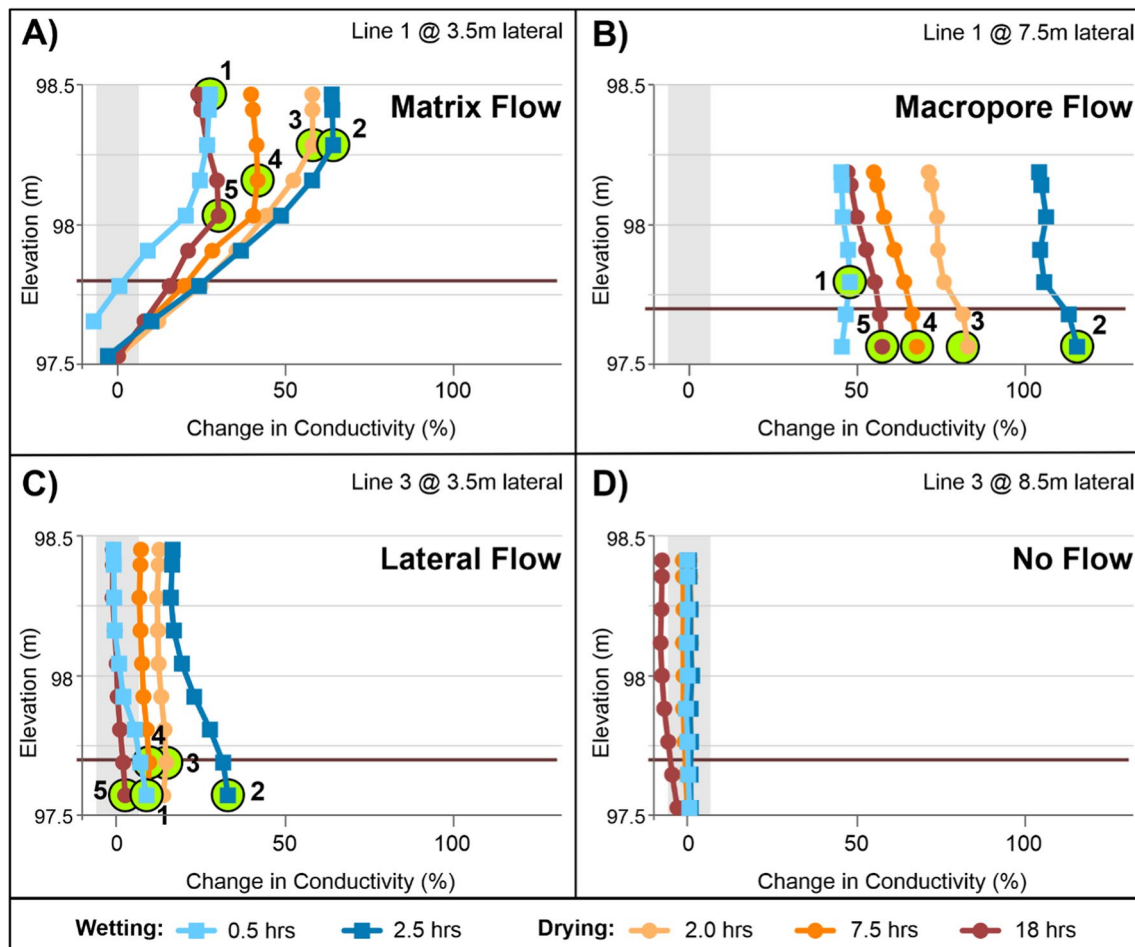 A)
Line 1 @ 3.5m lateral
98.5
98
97.5
Elevation (m)
Matrix Flow
1
2
3
4
5
0
50
100
Change in Conductivity (%)
B)
Line 1 @ 7.5m lateral
98.5
98
97.5
Elevation (m)
Macropore Flow
1
5
4
3
2
0
50
100
Change in Conductivity (%)
C)
Line 3 @ 3.5m lateral
98.5
98
97.5
Elevation (m)
Lateral Flow
4
3
5
1
2
0
50
100
Change in Conductivity (%)
D)
Line 3 @ 8.5m lateral
98.5
98
97.5
Elevation (m)
No Flow
0
50
100
Change in Conductivity (%)
Wetting: 0.5 hrs 2.5 hrs Drying: 2.0 hrs 7.5 hrs 18 hrs